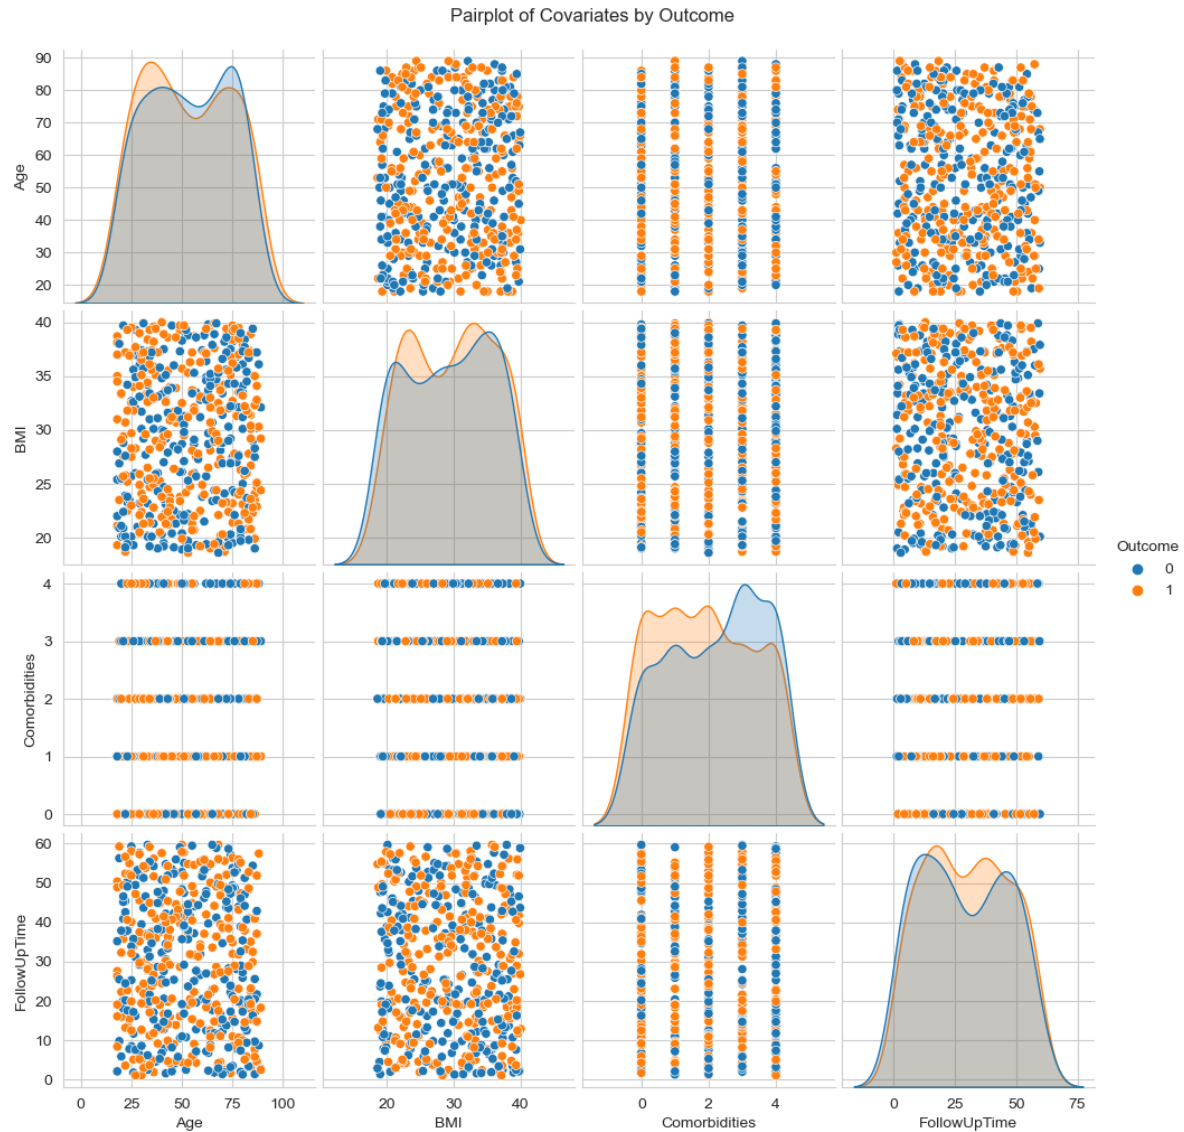 Pairplot of Covariates by Outcome
90
80
70
60
50
40
30
20
Age
40
35
30
25
20
BMI
Outcome
0
1
4
3
2
1
0
Comorbidities
60
50
40
30
20
10
0
FollowUpTime
0 25 50 75 100
20 30 40
0 2 4
0 25 50 75
Age
BMI
Comorbidities
FollowUpTime